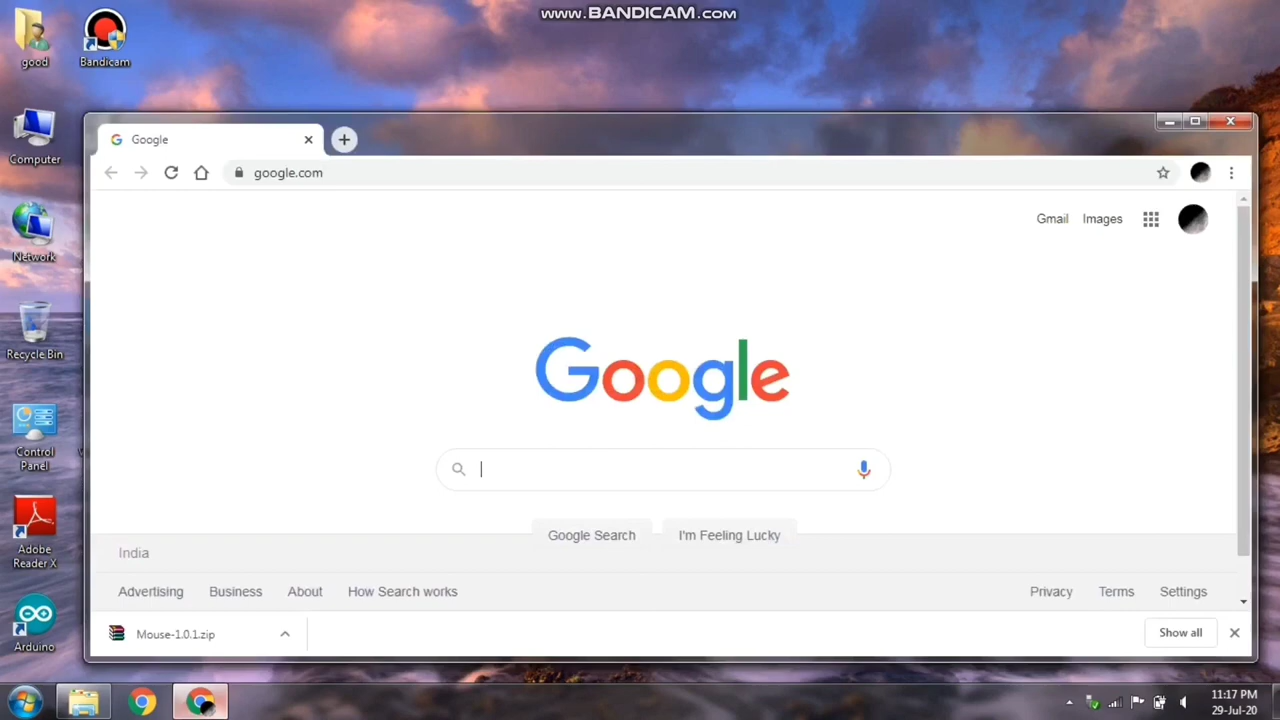 www.BANDICAM.com
good
Bandicam
Computer
Network
Recycle Bin
Control
Panel
Adobe
Reader X
Arduino
Google
google.com
Gmail Images
Google
Google Search I'm Feeling Lucky
India
Advertising Business About How Search works Privacy Terms Settings
Mouse-1.0.1.zip Show all
11:17 PM
29-Jul-20